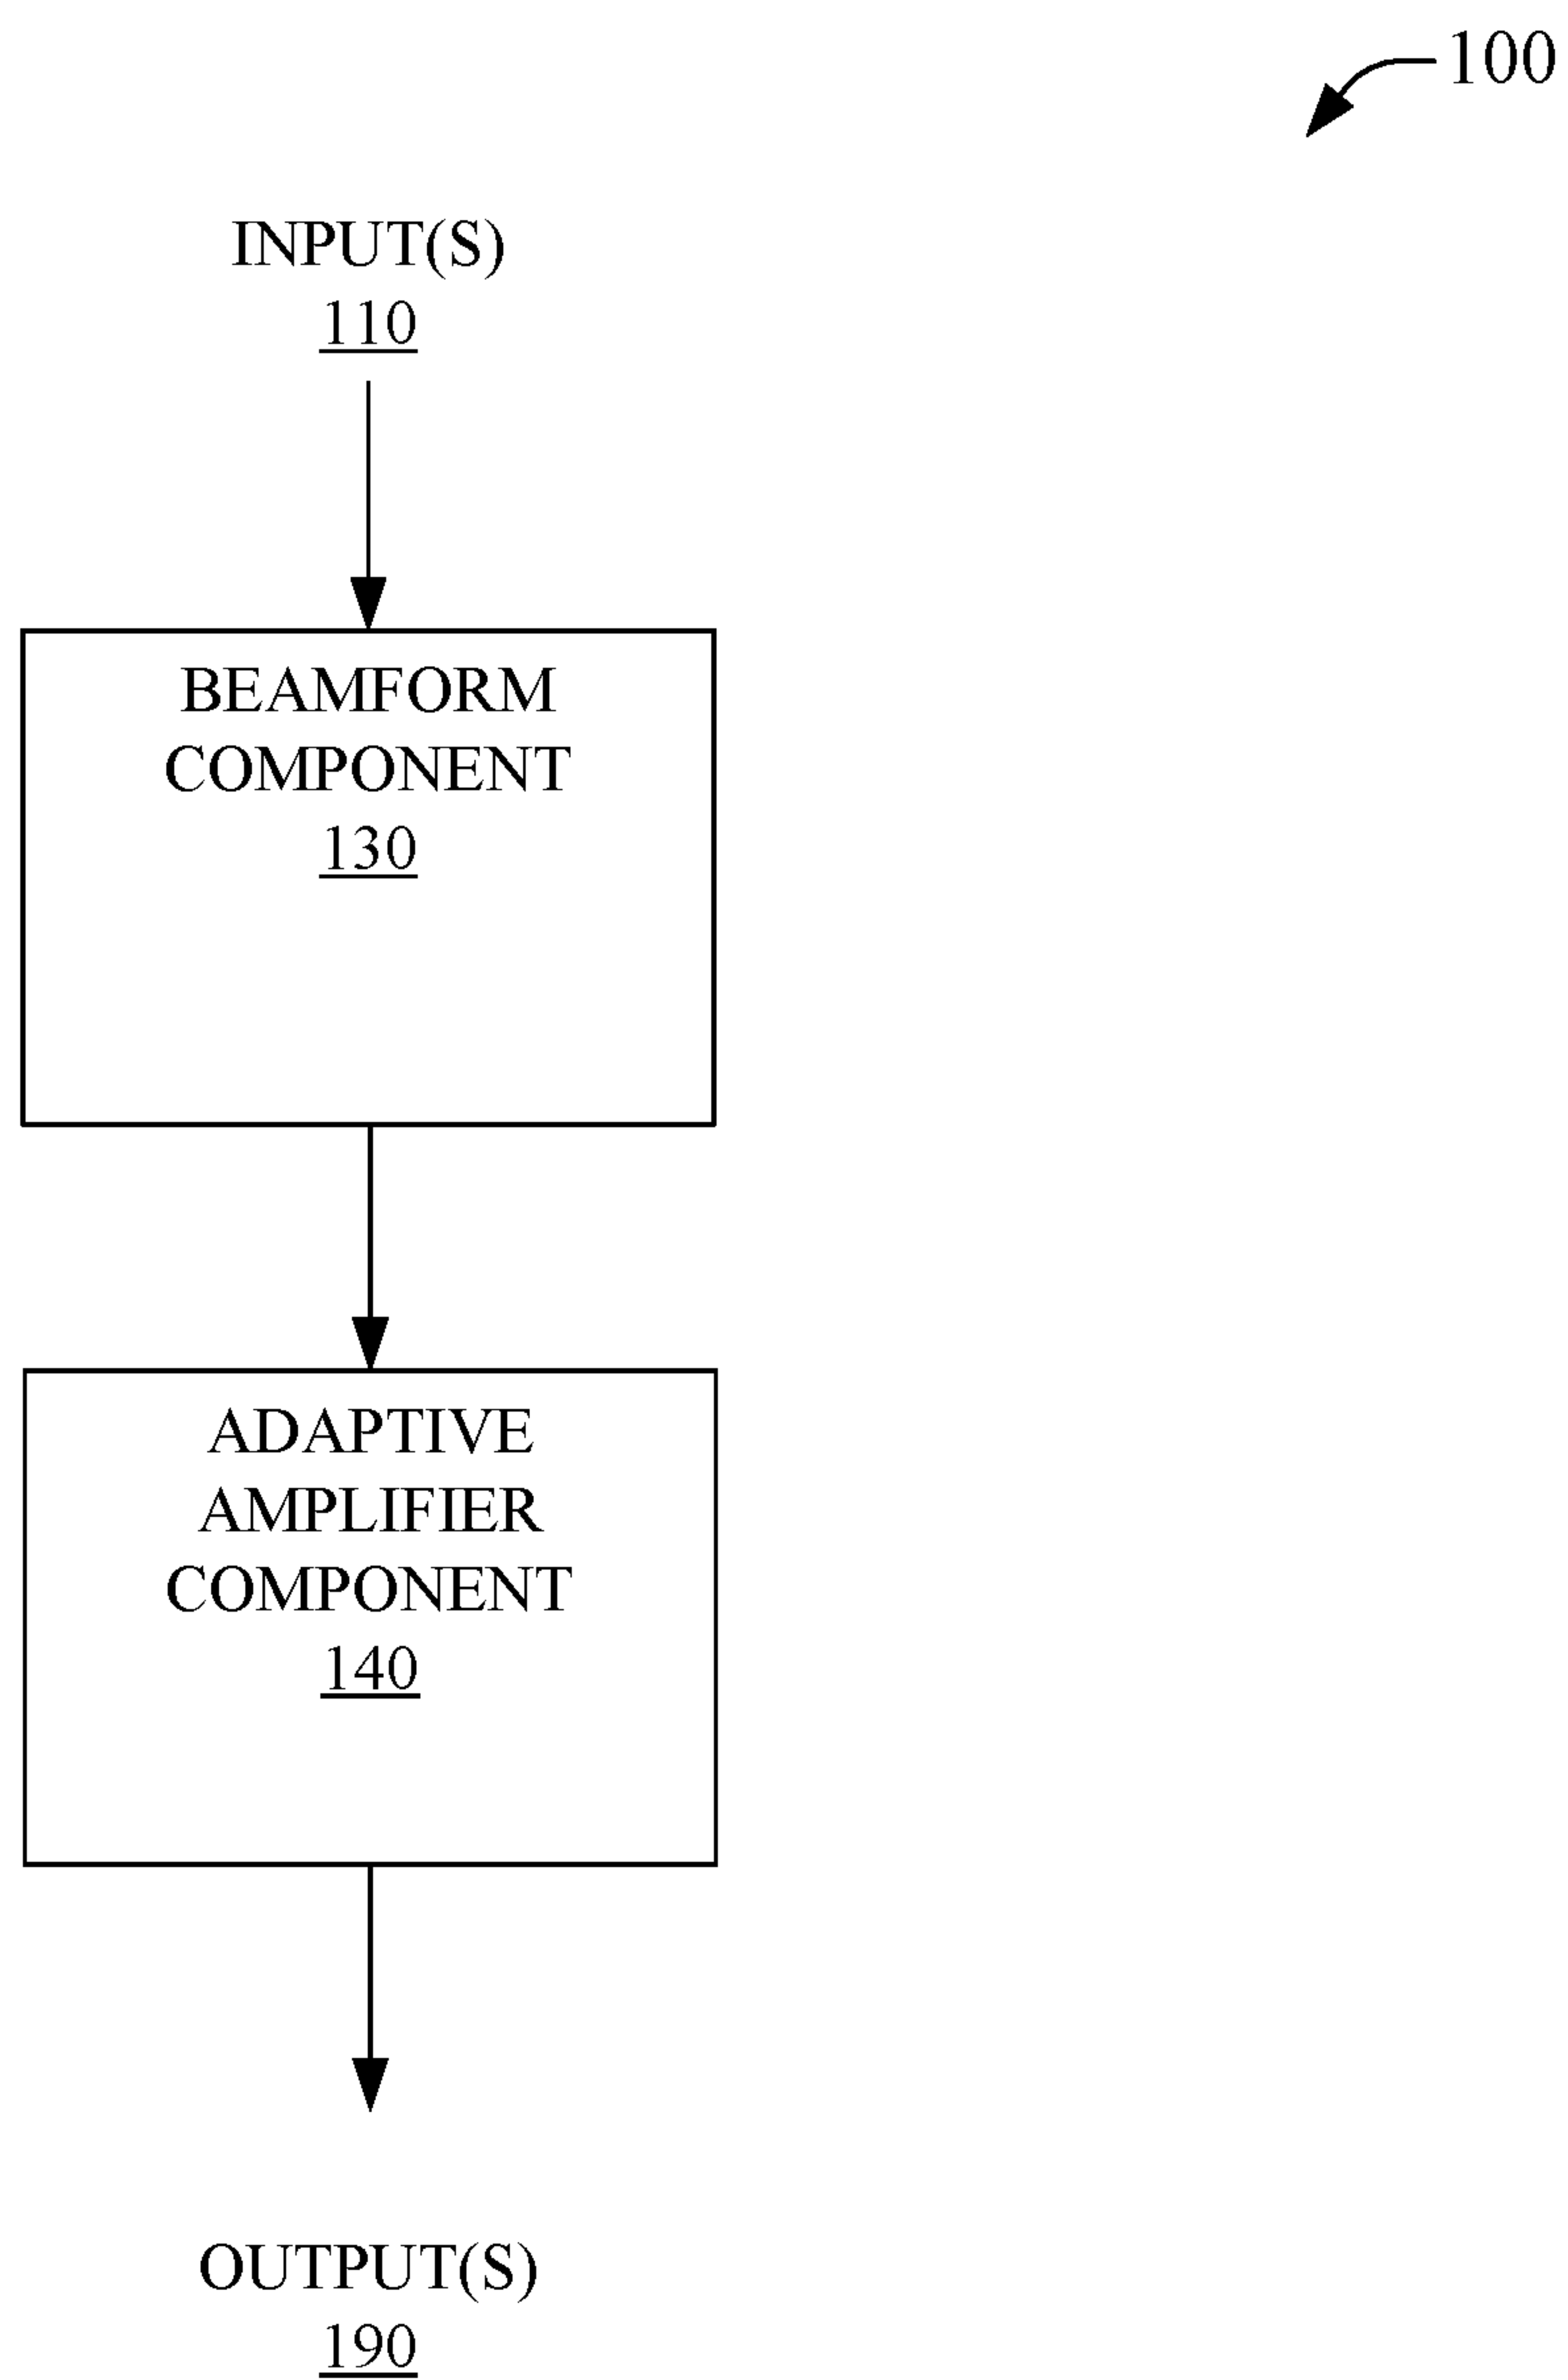 100
INPUT(S)
110
BEAMFORM
COMPONENT
130
ADAPTIVE
AMPLIFIER
COMPONENT
140
OUTPUT(S)
190